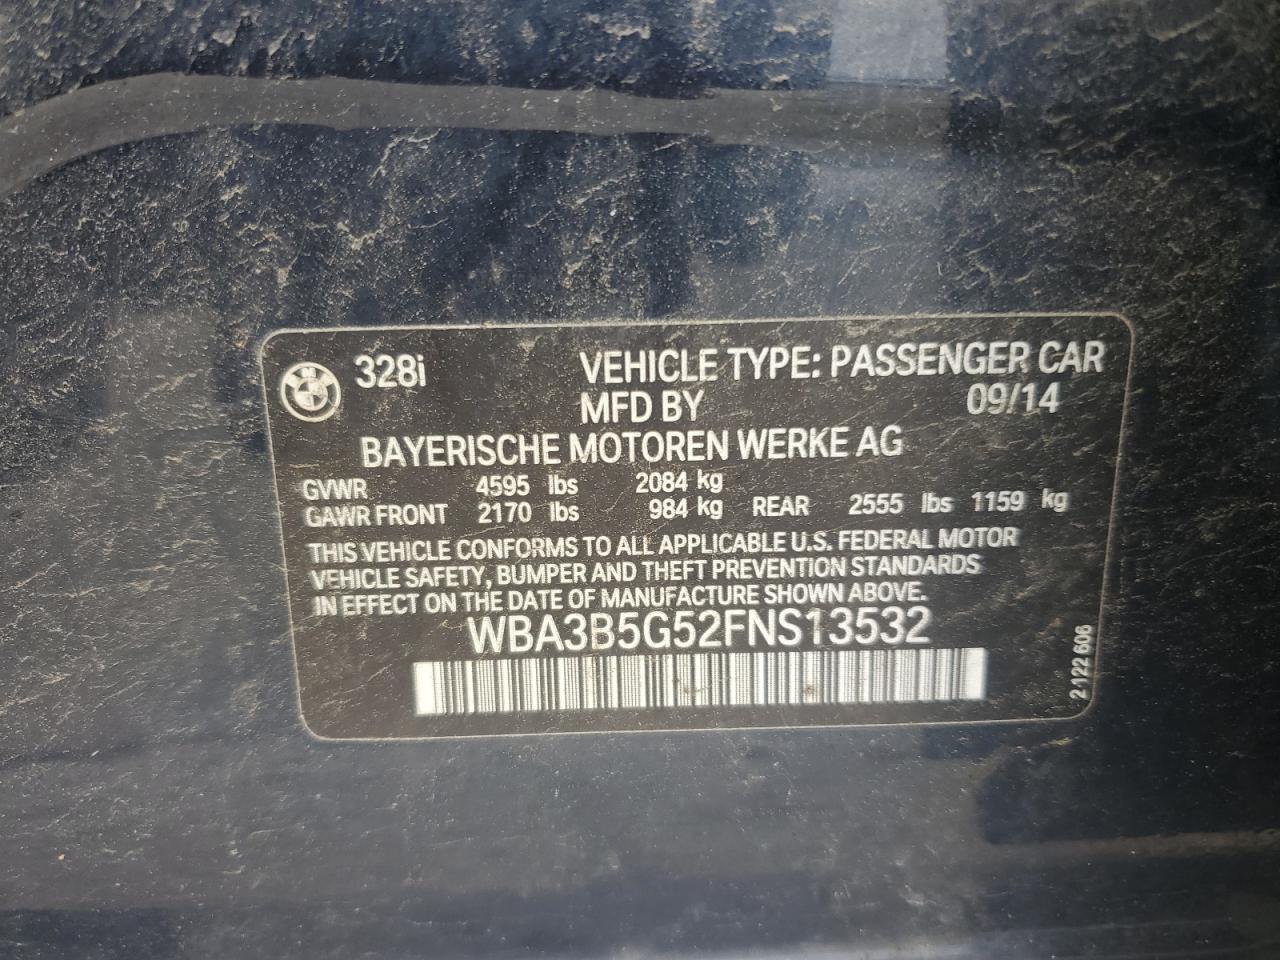 328i VEHICLE TYPE: PASSENGER CAR
MFD BY 09/14
BAYERISCHE MOTOREN WERKE AG
GVWR 4595 lbs 2084 kg
GAWR FRONT 2170 lbs 984 kg REAR 2555 lbs 1159 kg
THIS VEHICLE CONFORMS TO ALL APPLICABLE U.S. FEDERAL MOTOR
VEHICLE SAFETY, BUMPER AND THEFT PREVENTION STANDARDS
IN EFFECT ON THE DATE OF MANUFACTURE SHOWN ABOVE.
WBA3B5G52FNS13532
2 122 606